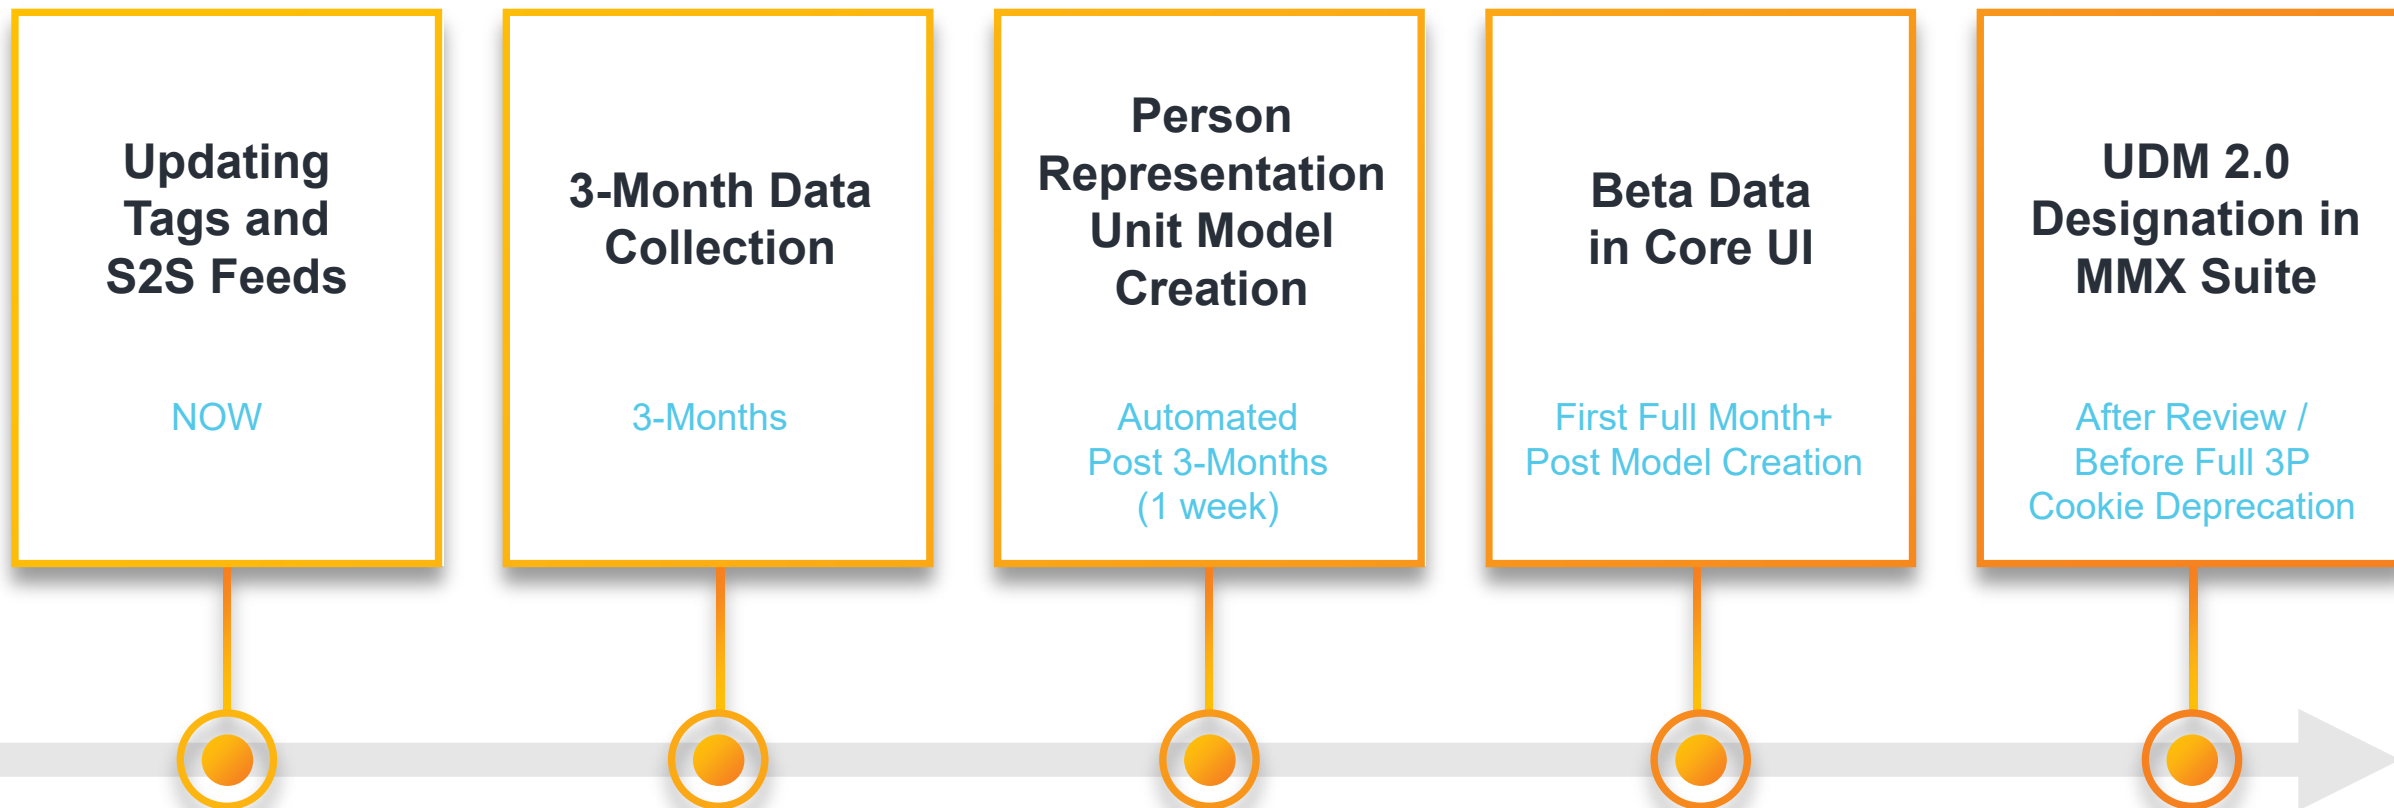 Updating
Tags and
S2S Feeds
NOW
3-Month Data
Collection
3-Months
Person
Representation
Unit Model
Creation
Automated
Post 3-Months
(1 week)
Beta Data
in Core UI
First Full Month+
Post Model Creation
UDM 2.0
Designation in
MMX Suite
After Review /
Before Full 3P
Cookie Deprecation